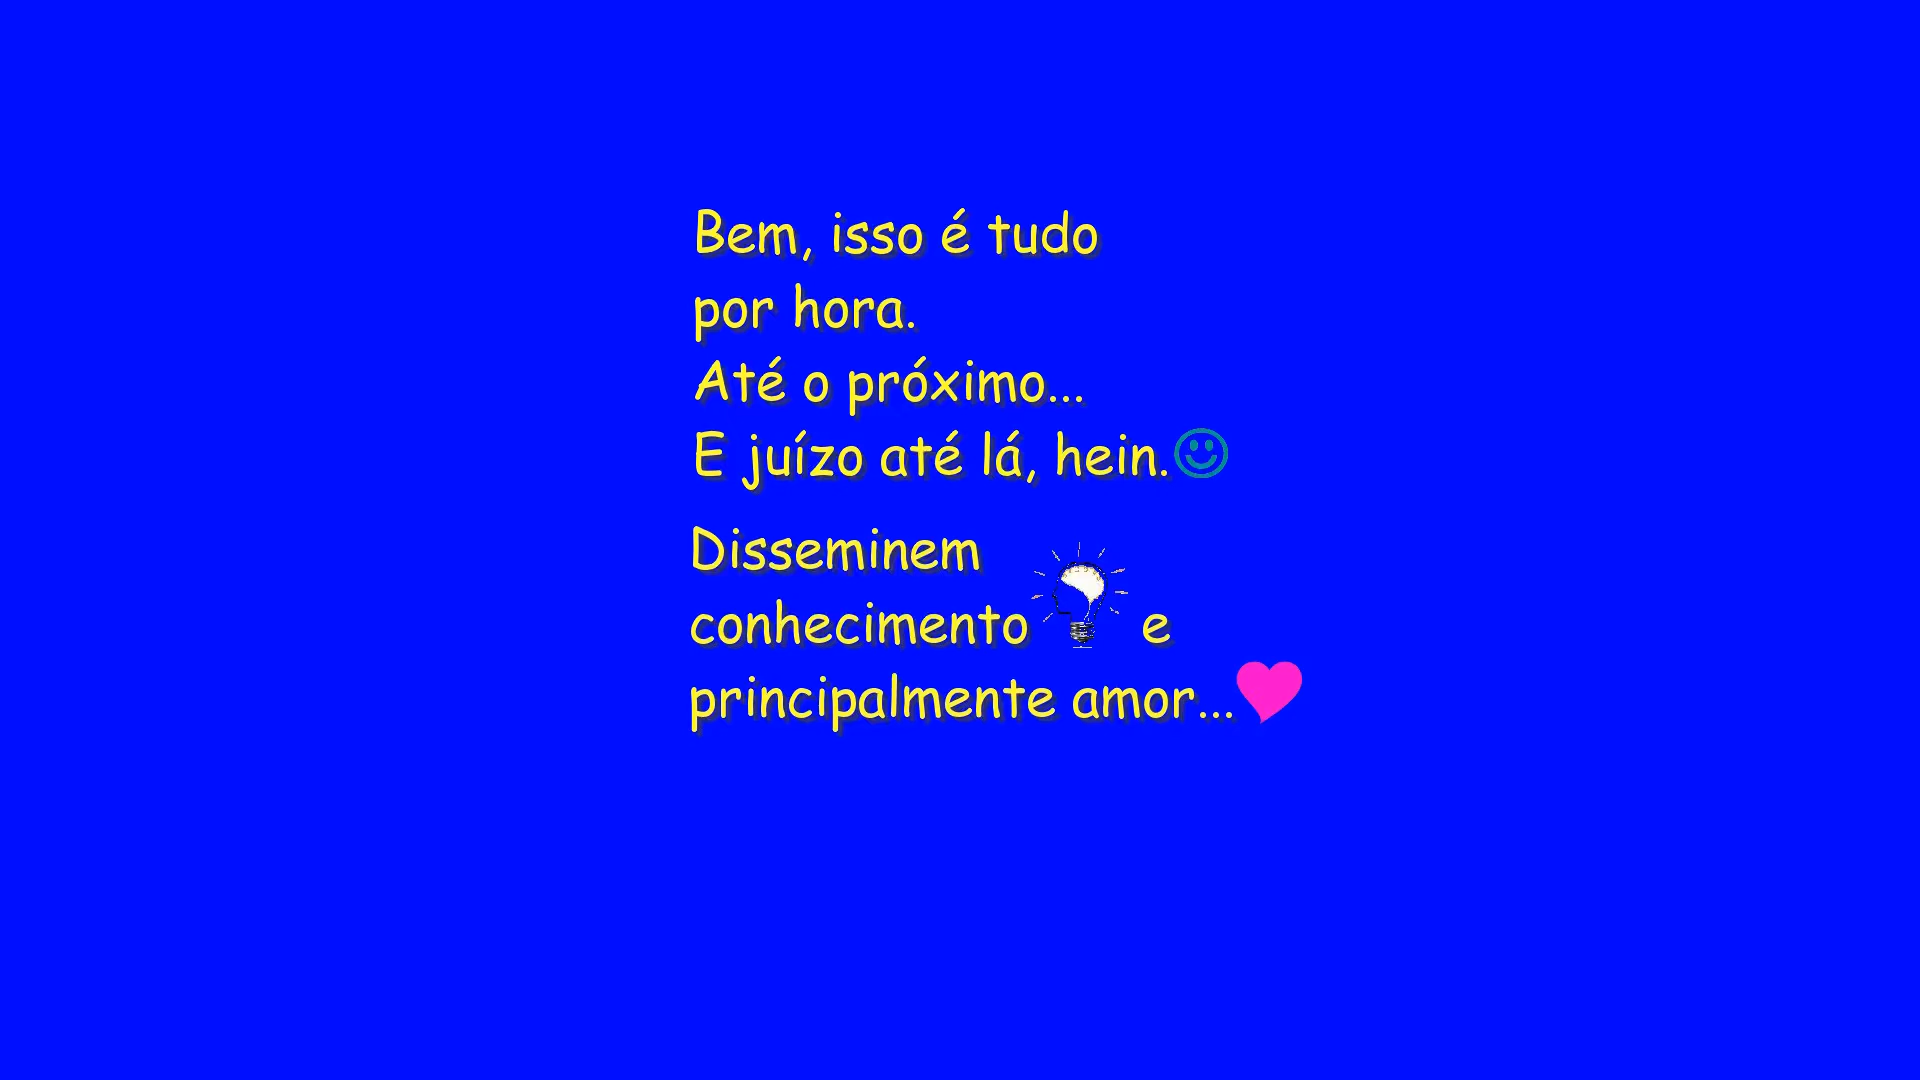 Bem, isso é tudo
por hora.
Até o próximo...
E juízo até lá, hein.
Disseminem
conhecimento e
principalmente amor...